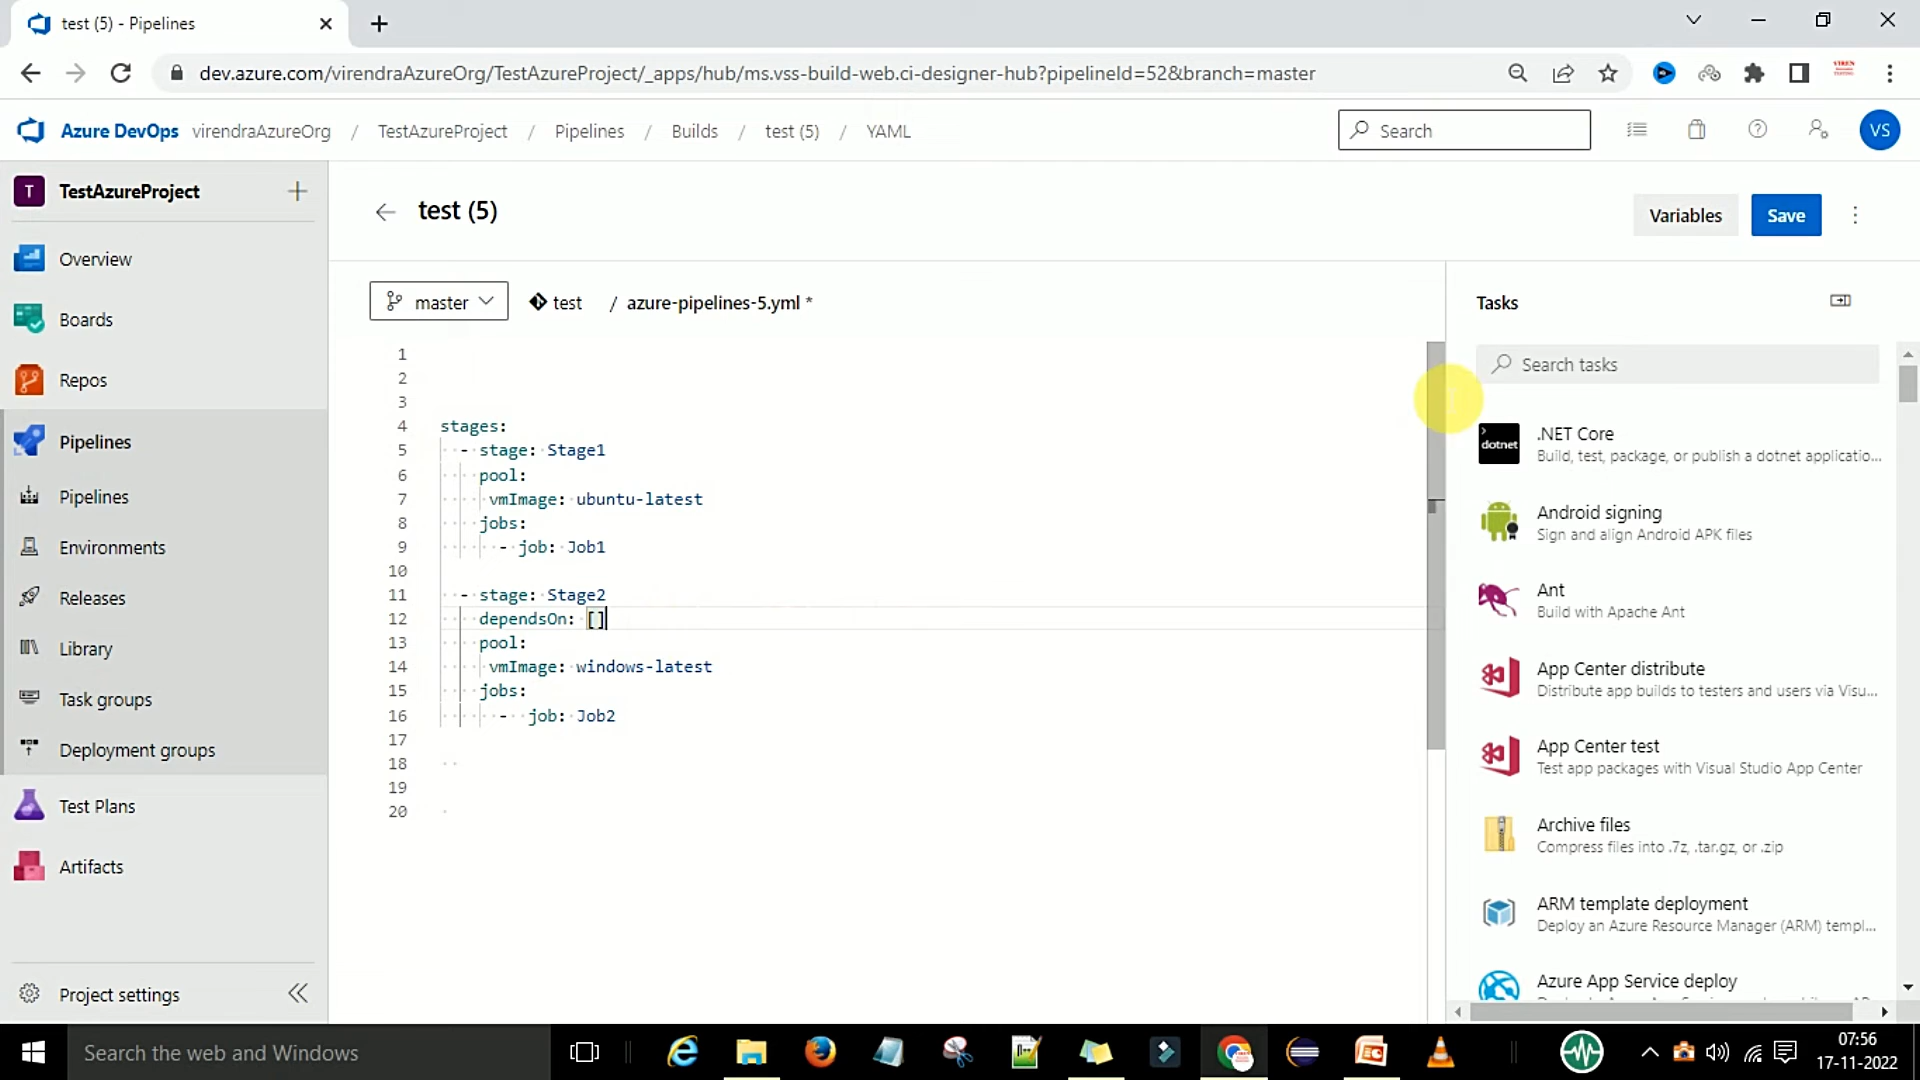 test (5) - Pipelines
dev.azure.com/virendraAzureOrg/TestAzureProject/_apps/hub/ms.vss-build-web.ci-designer-hub?pipelineId=52&branch=master
Azure DevOps virendraAzureOrg / TestAzureProject / Pipelines / Builds / test (5) / YAML
Search
VS
T TestAzureProject
Overview
Boards
Repos
Pipelines
Pipelines
Environments
Releases
Library
Task groups
Deployment groups
Test Plans
Artifacts
Project settings
test (5)
Variables
Save
master
test / azure-pipelines-5.yml *
1
2
3
4 stages:
5 - stage: Stage1
6 pool:
7 vmImage: ubuntu-latest
8 jobs:
9 - job: Job1
10
11 - stage: Stage2
12 dependsOn: []
13 pool:
14 vmImage: windows-latest
15 jobs:
16 - job: Job2
17
18
19
20
Tasks
Search tasks
dotnet
.NET Core
Build, test, package, or publish a dotnet applicatio...
Android signing
Sign and align Android APK files
Ant
Build with Apache Ant
App Center distribute
Distribute app builds to testers and users via Visu...
App Center test
Test app packages with Visual Studio App Center
Archive files
Compress files into .7z, .tar.gz, or .zip
ARM template deployment
Deploy an Azure Resource Manager (ARM) templ...
Azure App Service deploy
Search the web and Windows
07:56
17-11-2022